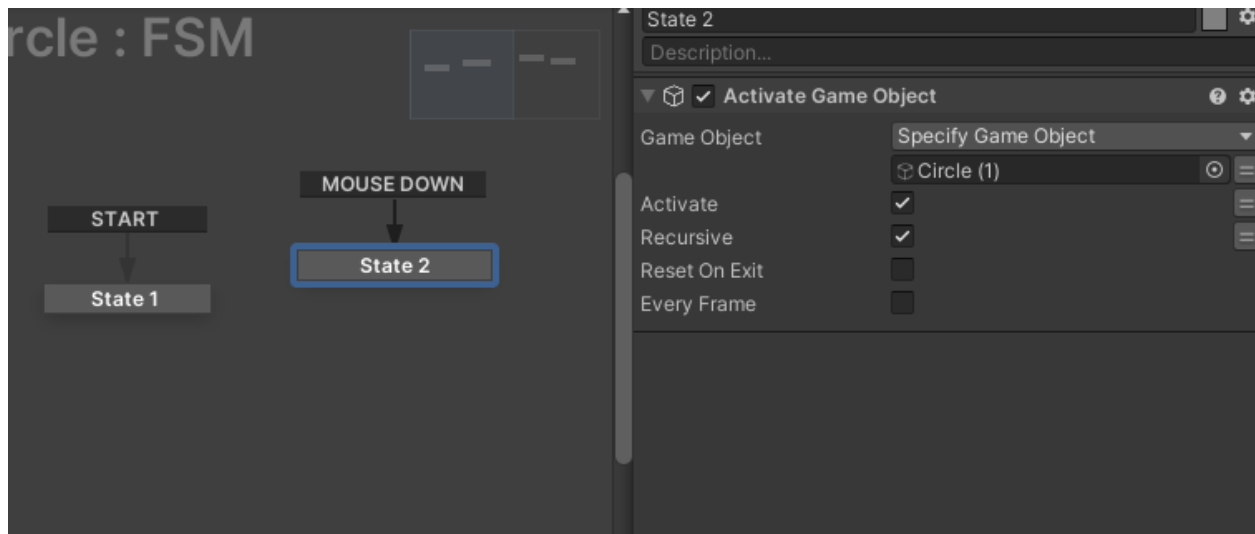 rcle : FSM
START
State 1
MOUSE DOWN
State 2
State 2
Description...
Activate Game Object
Game Object
Specify Game Object
Circle (1)
Activate
Recursive
Reset On Exit
Every Frame